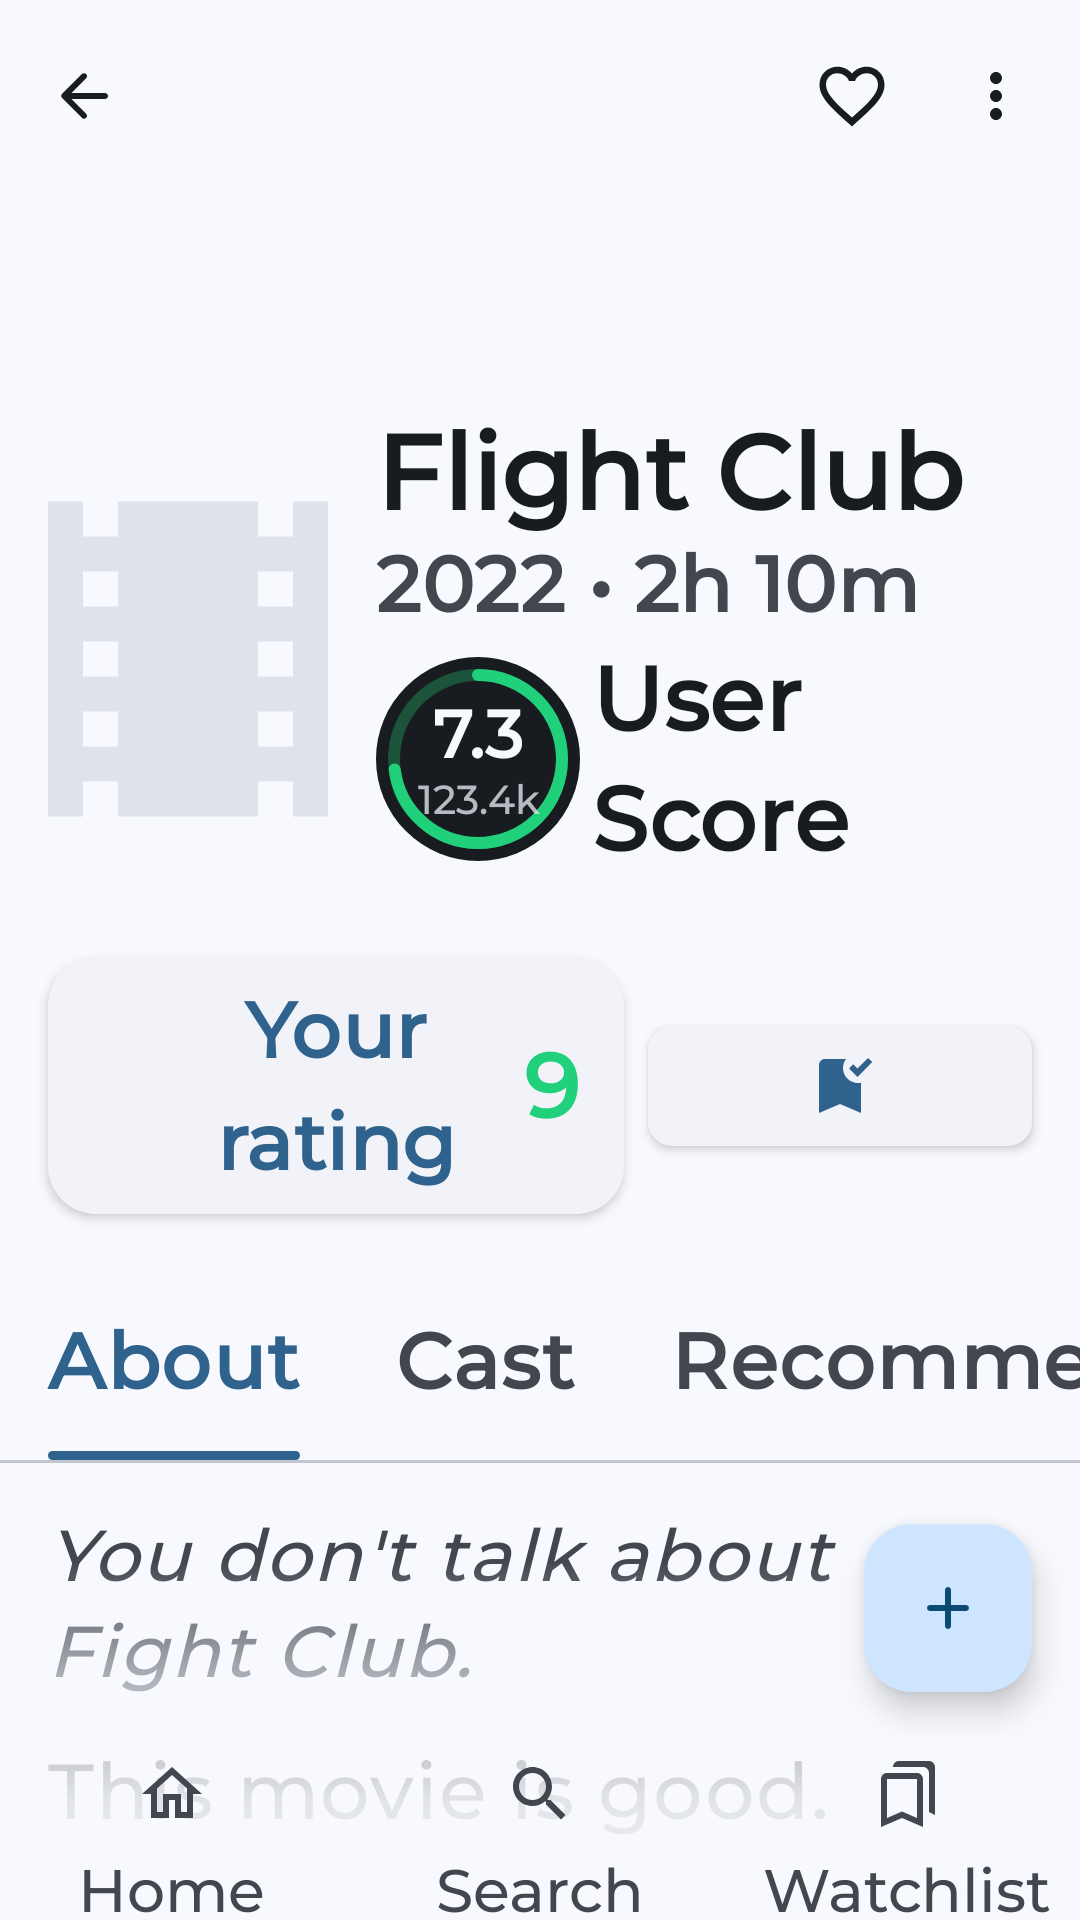 Flight Club
2022 • 2h 10m
7.3
123.4k
User
Score
Your
rating
9
About Cast Recomme
You don't talk about
Fight Club.
This movie is good.
Home Search Watchlist